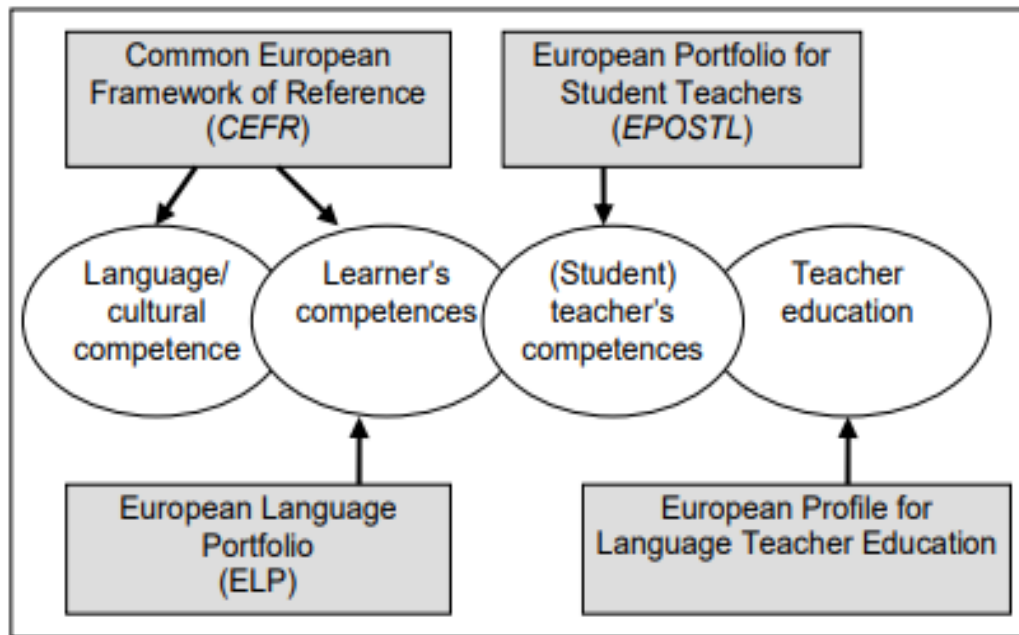 Common European
Framework of Reference
(CEFR)
European Portfolio for
Student Teachers
(EPOSTL)
Language/
cultural
competence
Learner's
competences
(Student)
teacher's
competences
Teacher
education
European Language
Portfolio
(ELP)
European Profile for
Language Teacher Education